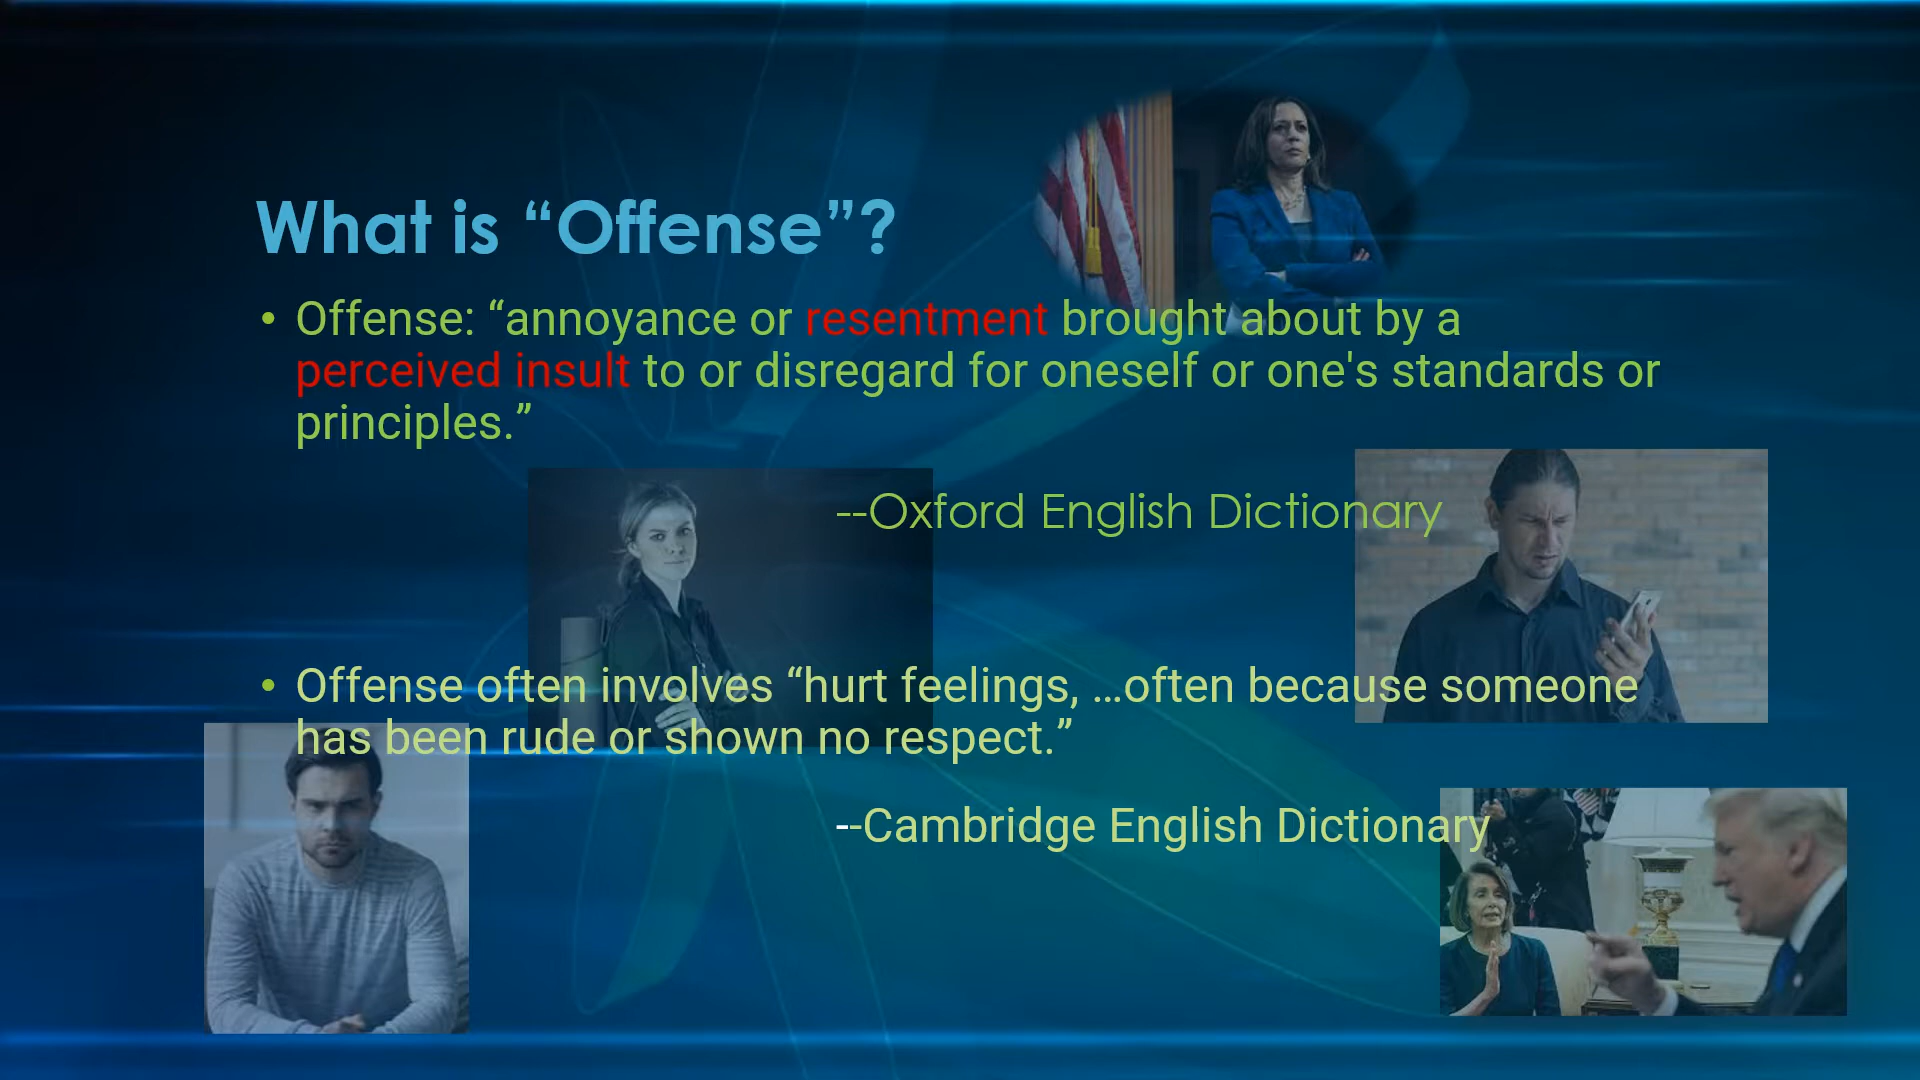 What is “Offense”?
• Offense: “annoyance or resentment brought about by a
perceived insult to or disregard for oneself or one's standards or
principles.”
--Oxford English Dictionary
• Offense often involves “hurt feelings, …often because someone
has been rude or shown no respect.”
--Cambridge English Dictionary